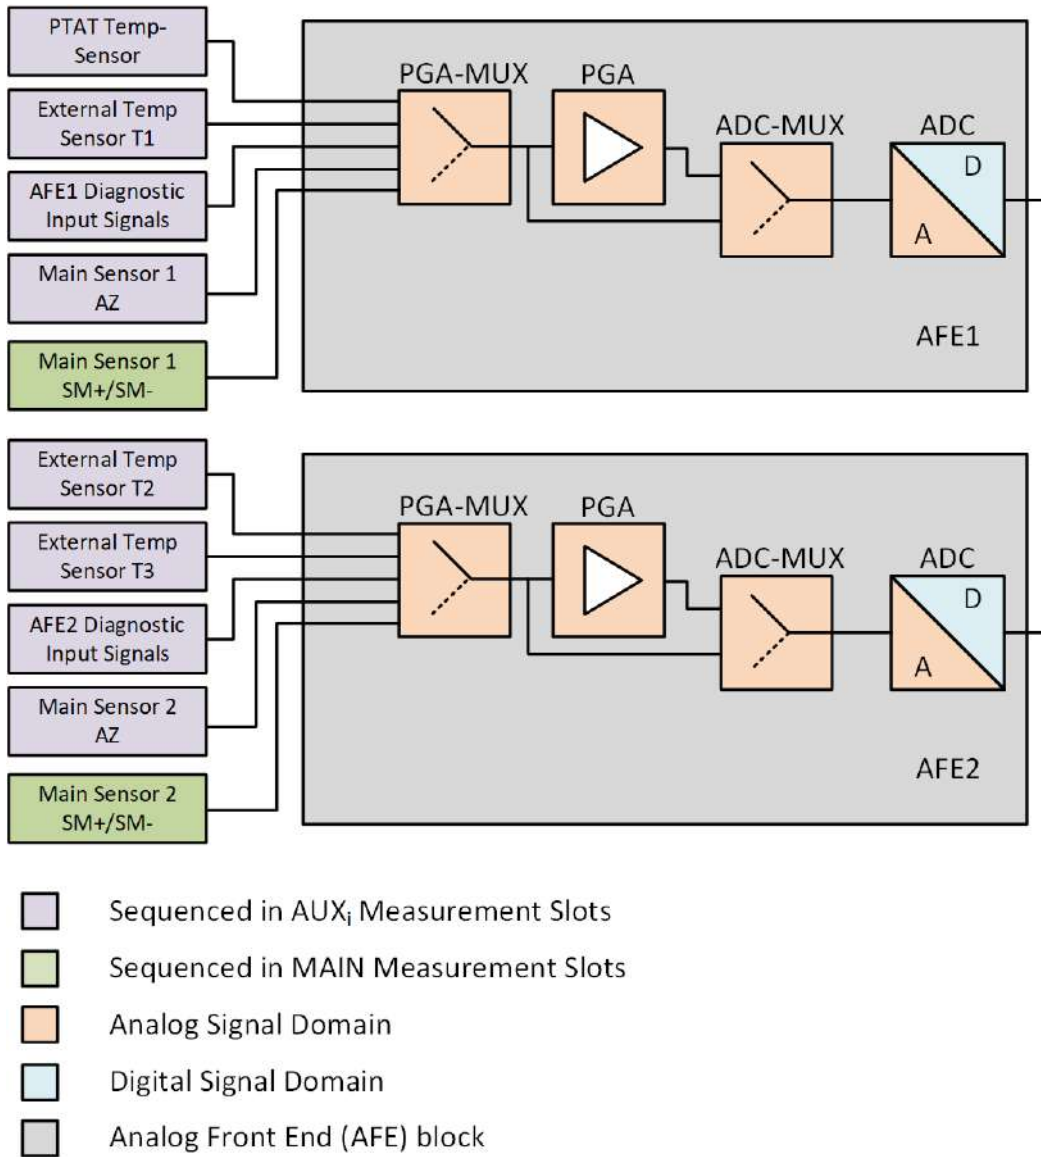 PTAT Temp-
Sensor
External Temp
Sensor T1
AFE1 Diagnostic
Input Signals
Main Sensor 1
AZ
Main Sensor 1
SM+/SM-
PGA-MUX
PGA
ADC-MUX
ADC
D
A
AFE1
External Temp
Sensor T2
External Temp
Sensor T3
AFE2 Diagnostic
Input Signals
Main Sensor 2
AZ
Main Sensor 2
SM+/SM-
PGA-MUX
PGA
ADC-MUX
ADC
D
A
AFE2
Sequenced in AUXi Measurement Slots
Sequenced in MAIN Measurement Slots
Analog Signal Domain
Digital Signal Domain
Analog Front End (AFE) block